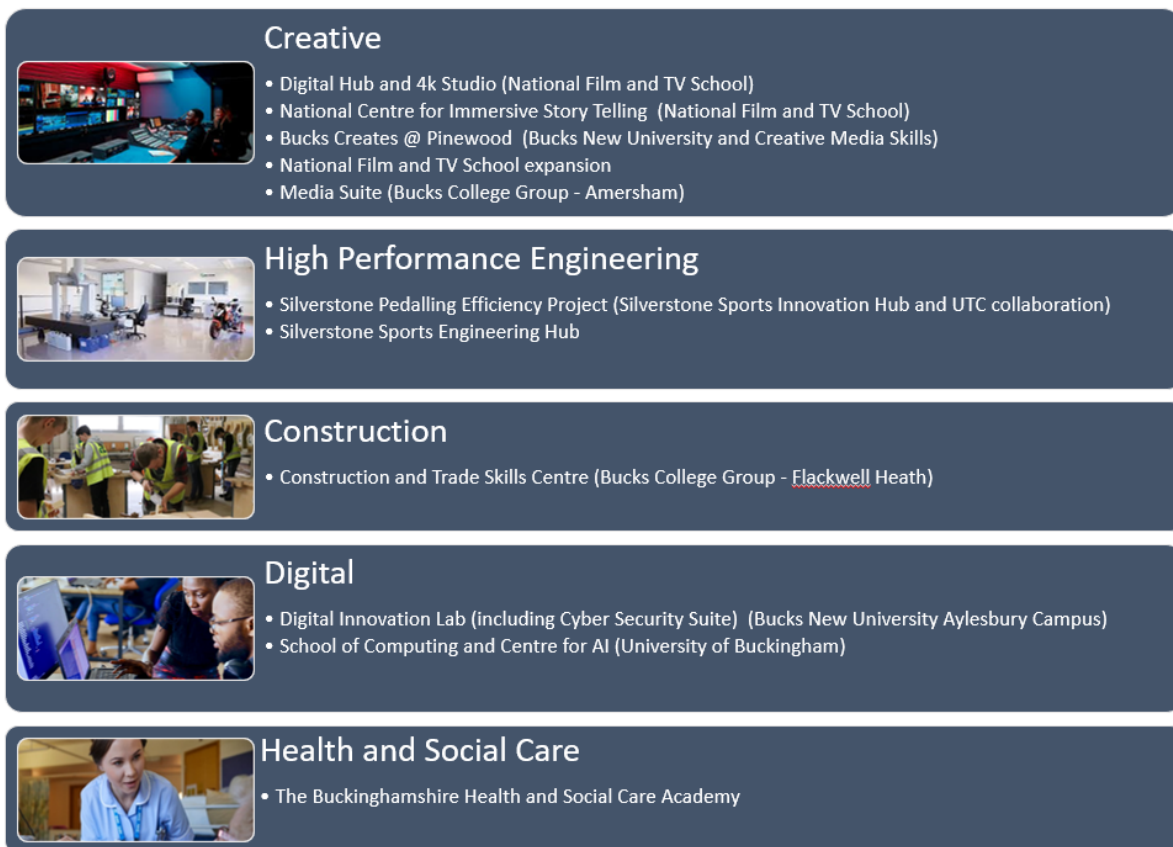 Creative
• Digital Hub and 4k Studio (National Film and TV School)
• National Centre for Immersive Story Telling  (National Film and TV School)
• Bucks Creates @ Pinewood  (Bucks New University and Creative Media Skills)
• National Film and TV School expansion
• Media Suite (Bucks College Group - Amersham)
High Performance Engineering
• Silverstone Pedalling Efficiency Project (Silverstone Sports Innovation Hub and UTC collaboration)
• Silverstone Sports Engineering Hub
Construction
• Construction and Trade Skills Centre (Bucks College Group - Flackwell Heath)
Digital
• Digital Innovation Lab (including Cyber Security Suite)  (Bucks New University Aylesbury Campus)
• School of Computing and Centre for AI (University of Buckingham)
Health and Social Care
• The Buckinghamshire Health and Social Care Academy